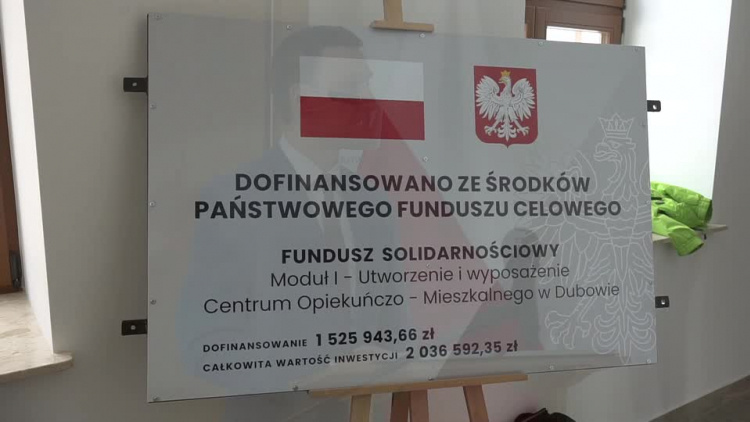 DOFINANSOWANO ZE ŚRODKÓW
PAŃSTWOWEGO FUNDUSZU CELOWEGO
FUNDUSZ SOLIDARNOŚCIOWY
Moduł I - Utworzenie i wyposażenie
Centrum Opiekuńczo - Mieszkalnego w Dubowie
DOFINANSOWANIE 1 525 943,66 zł
CAŁKOWITA WARTOŚĆ INWESTYCJI 2 036 592,35 zł